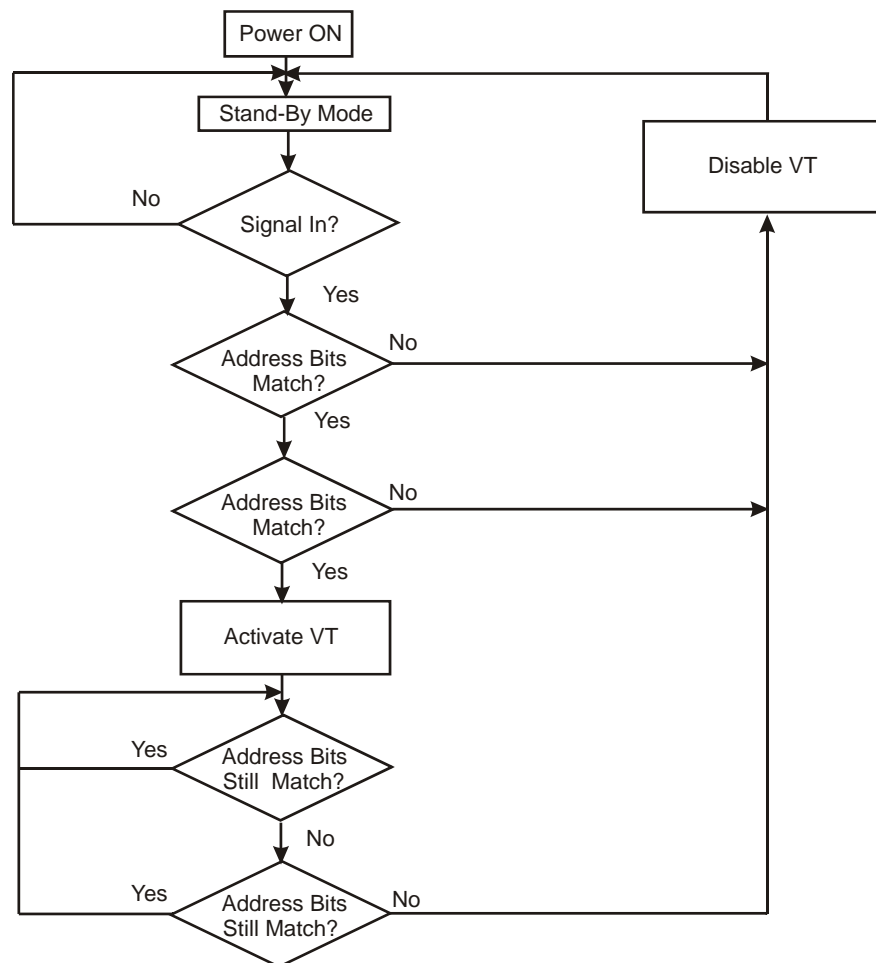 Power ON
Stand-By Mode
Disable VT
No
Signal In?
Yes
No
Address Bits
Match?
Yes
Address Bits
Match?
No
Yes
Activate VT
Yes
Address Bits
Still Match?
No
Yes
Address Bits
Still Match?
No